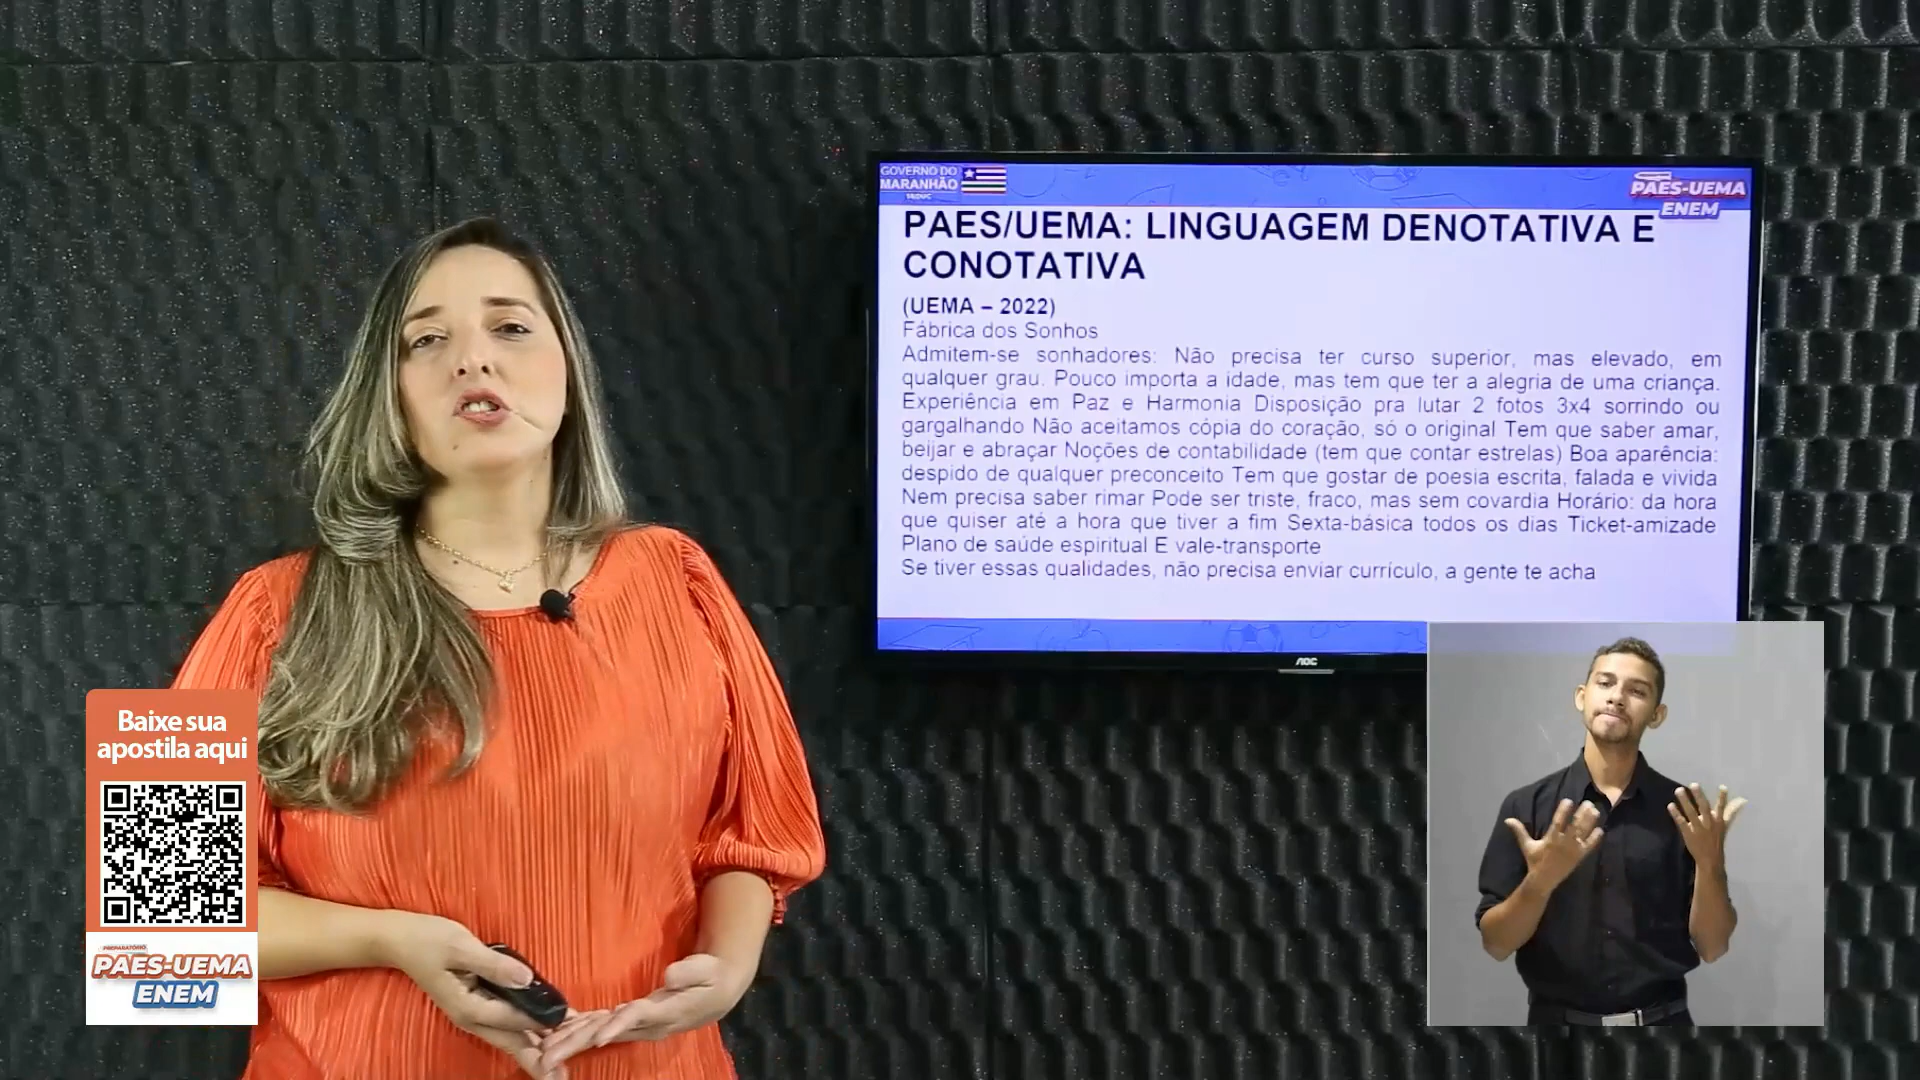 GOVERNO DO
MARANHÃO
SEDUC
PAES-UEMA
ENEM
PAES/UEMA: LINGUAGEM DENOTATIVA E
CONOTATIVA
(UEMA – 2022)
Fábrica dos Sonhos
Admitem-se sonhadores: Não precisa ter curso superior, mas elevado, em
qualquer grau. Pouco importa a idade, mas tem que ter a alegria de uma criança.
Experiência em Paz e Harmonia Disposição pra lutar 2 fotos 3x4 sorrindo ou
gargalhando Não aceitamos cópia do coração, só o original Tem que saber amar,
beijar e abraçar Noções de contabilidade (tem que contar estrelas) Boa aparência:
despido de qualquer preconceito Tem que gostar de poesia escrita, falada e vivida
Nem precisa saber rimar Pode ser triste, fraco, mas sem covardia Horário: da hora
que quiser até a hora que tiver a fim Sexta-básica todos os dias Ticket-amizade
Plano de saúde espiritual E vale-transporte
Se tiver essas qualidades, não precisa enviar currículo, a gente te acha
AOC
Baixe sua
apostila aqui
PREPARATÓRIO
PAES-UEMA
ENEM